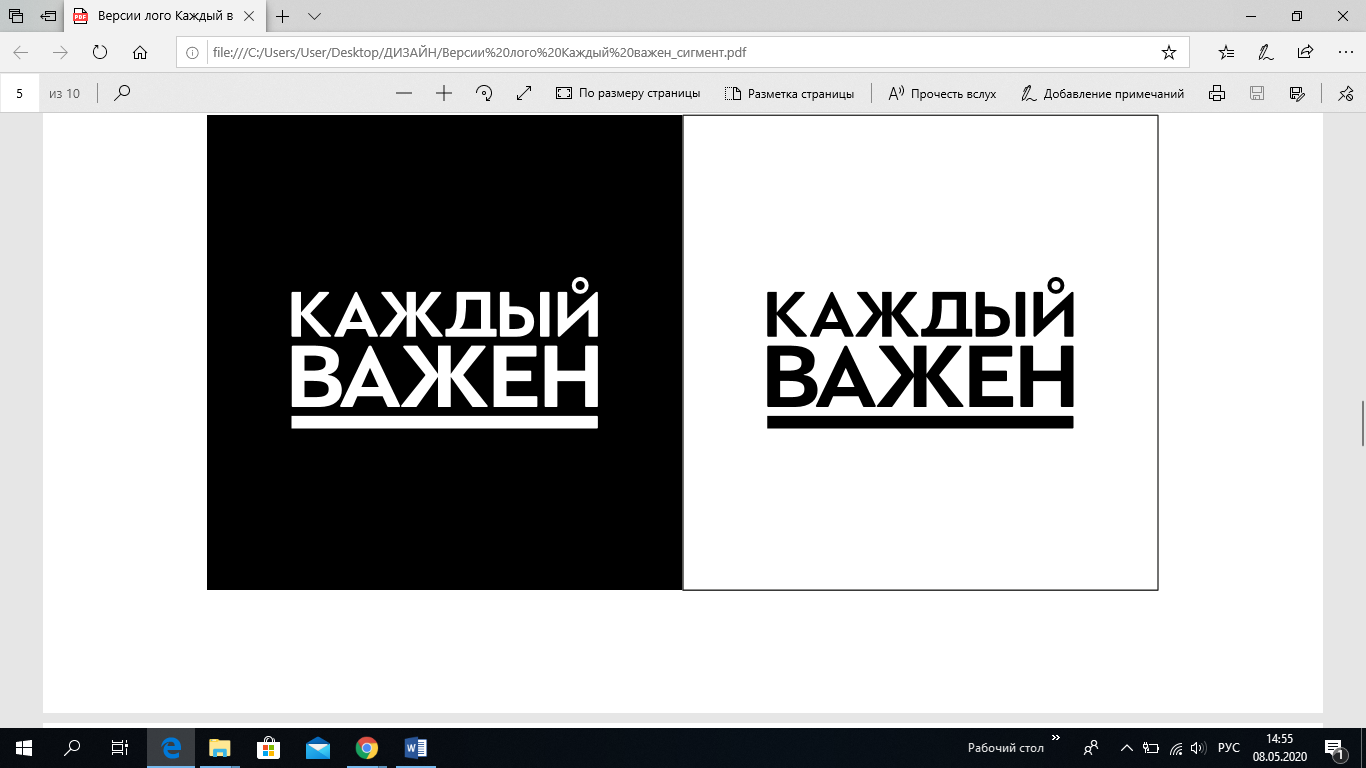 Версии лого Каждый в
file:///C:/Users/User/Desktop/ДИЗАЙН/Версии%20лого%20Каждый%20важен_сигмент.pdf
5 из 10
По размеру страницы
Разметка страницы
Прочесть вслух
Добавление примечаний
КАЖДЫЙ
ВАЖЕН
КАЖДЫЙ
ВАЖЕН
Рабочий стол
РУС
14:55
08.05.2020
1